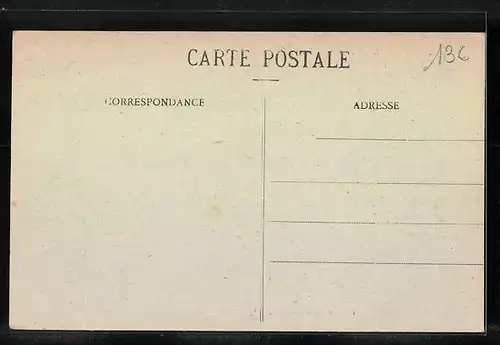 CARTE POSTALE
136
CORRESPONDANCE
ADRESSE